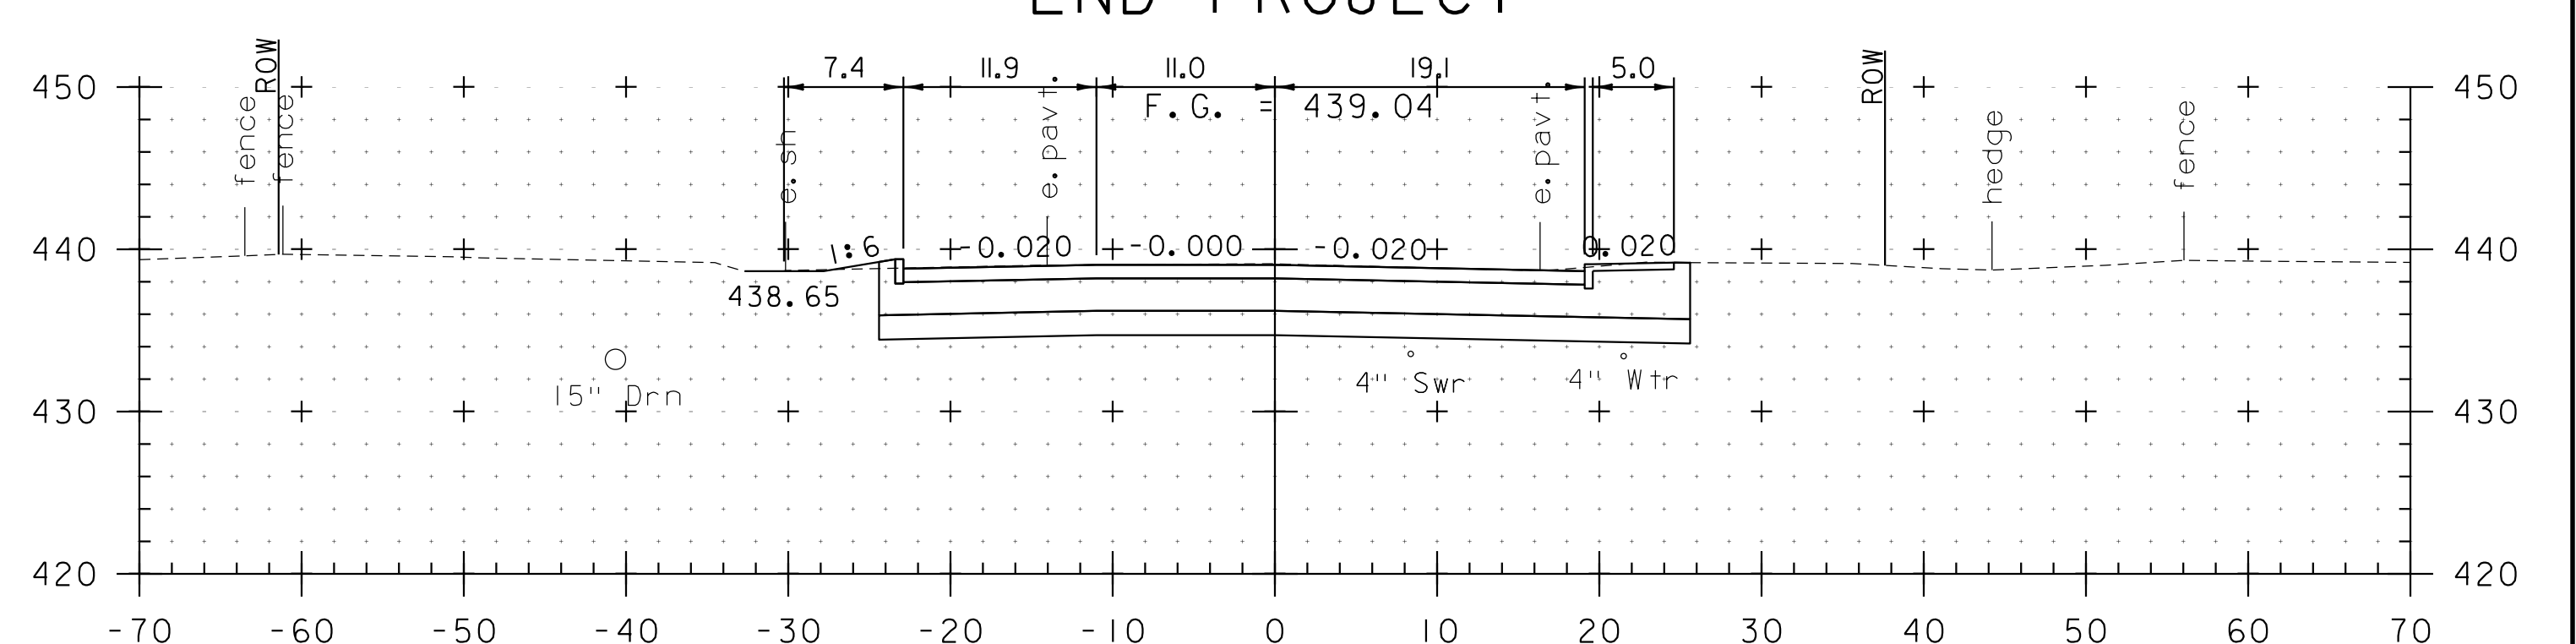 END PROJECT
ROW
ROW
7.4 11.9 11.0 19.1 5.0
450 450
F.G. = 439.04
fence
fence
e.sh
e.pavt.
e.pavt.
hedge
fence
440 1:6 -0.020 -0.000 -0.020 0.020 440
438.65
15" Drn
4" Swr
4" Wtr
430 430
420 420
-70 -60 -50 -40 -30 -20 -10 0 10 20 30 40 50 60 70